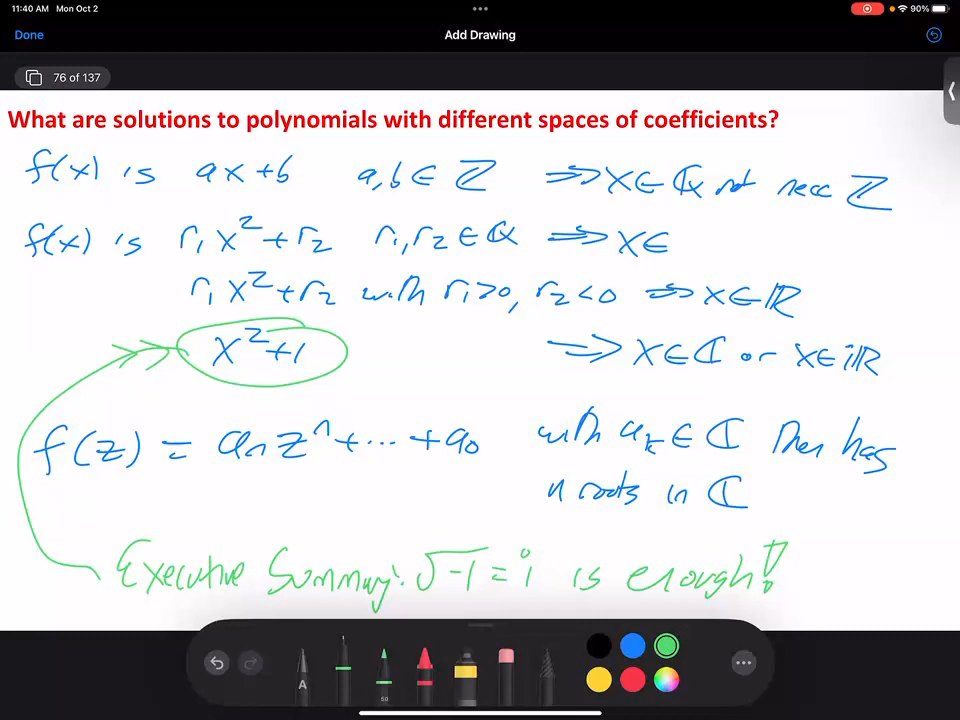 11:40 AM Mon Oct 2
90%
Done
Add Drawing
76 of 137
What are solutions to polynomials with different spaces of coefficients?
f(x) is ax+b a,b ∈ ℤ ⟹ x ∈ ℚ not nec ℤ
f(x) is r₁x²+r₂ r₁,r₂ ∈ ℚ ⟹ x ∈
r₁x²+r₂ with r₁>0, r₂<0 ⟹ x ∈ ℝ
x²+1 ⟹ x ∈ ℂ or x ∈ iℝ
f(z) = aₙzⁿ+...+a₀ with aₖ ∈ ℂ then has
n roots in ℂ
Executive Summary: √-1 = i is enough!
A
50